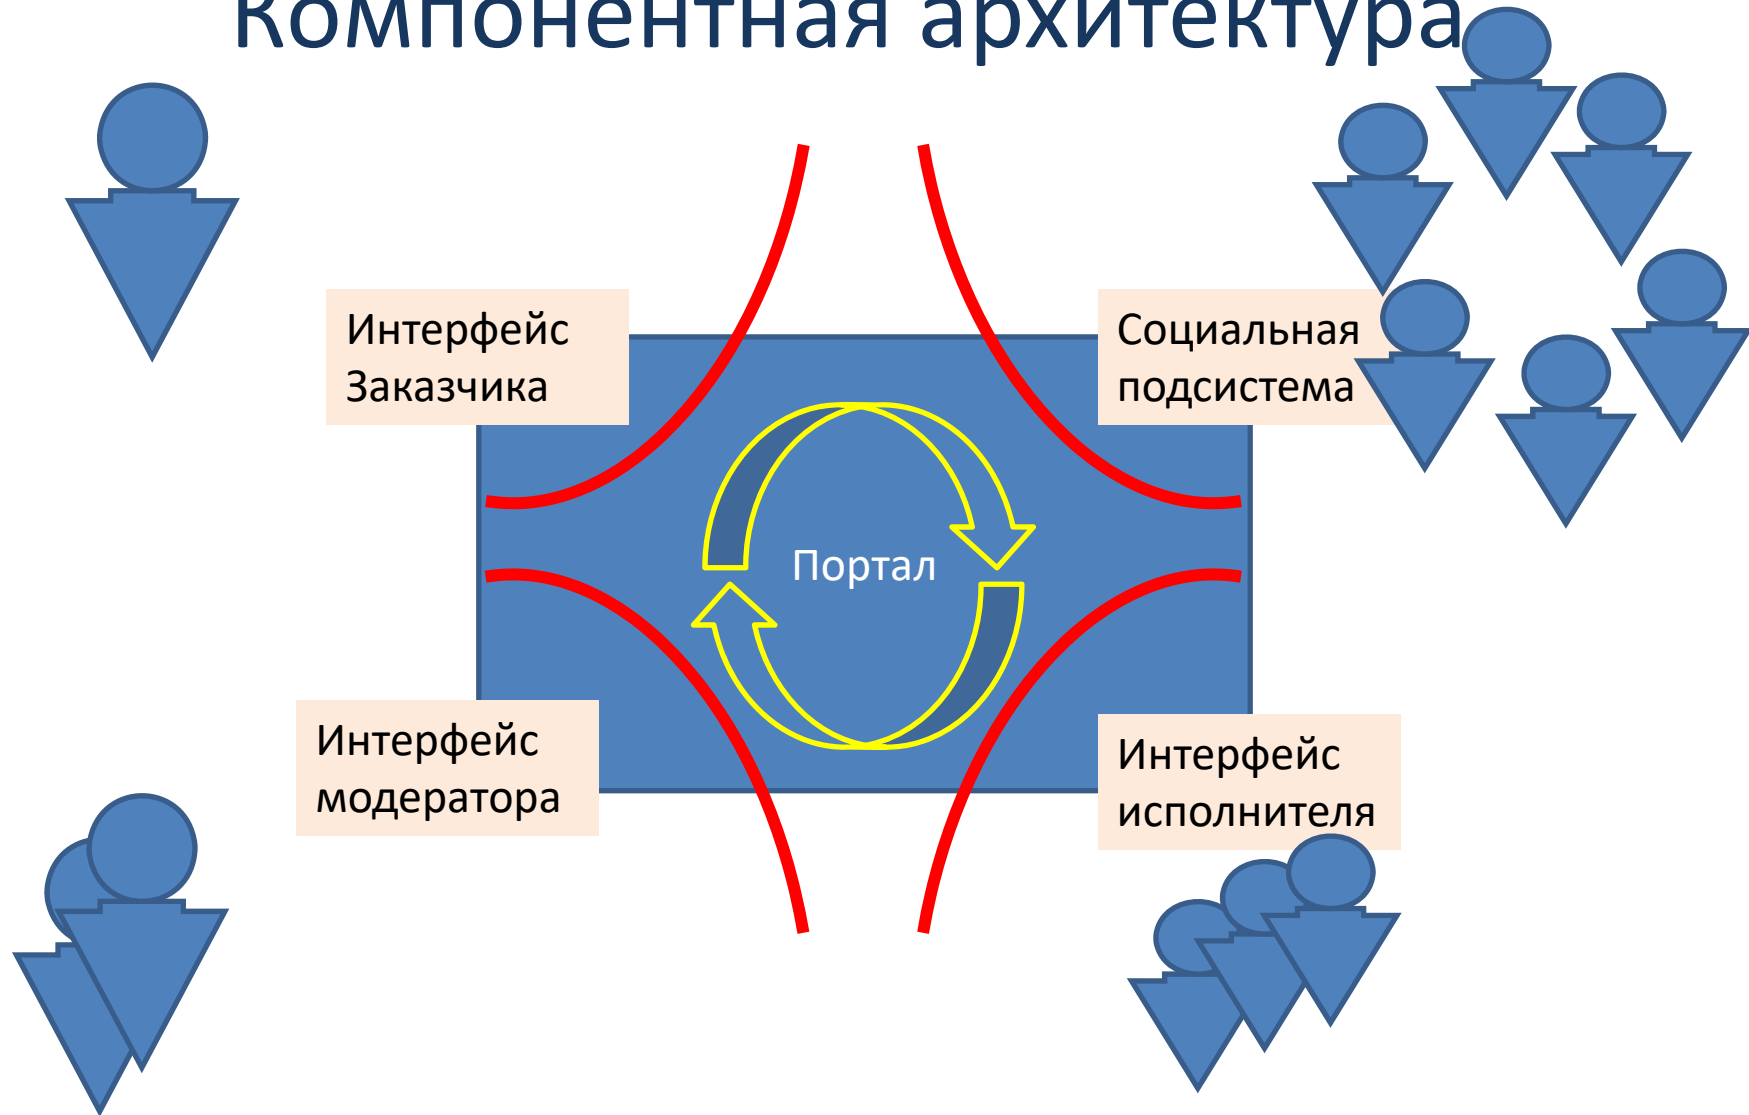 Компонентная архитектура
Интерфейс
Заказчика
Социальная
подсистема
Портал
Интерфейс
модератора
Интерфейс
исполнителя